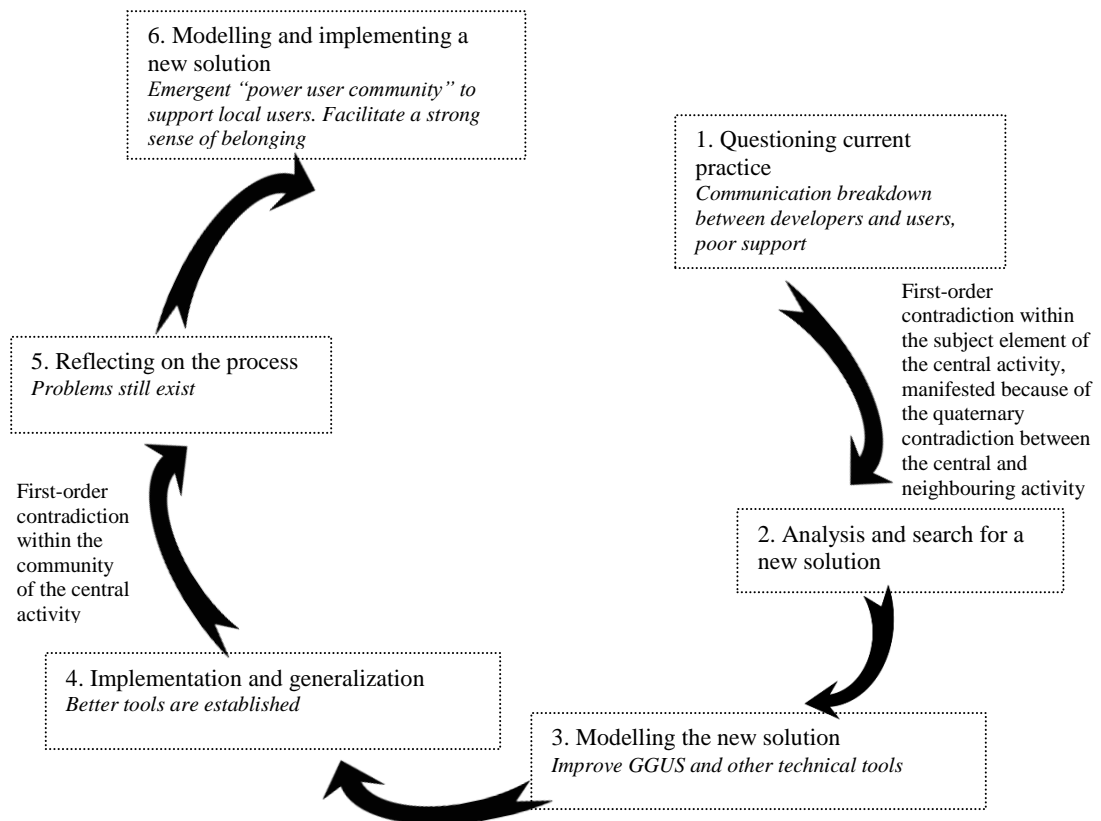 6. Modelling and implementing a
new solution
Emergent “power user community” to
support local users. Facilitate a strong
sense of belonging
1. Questioning current
practice
Communication breakdown
between developers and users,
poor support
First-order
contradiction within
the subject element of
the central activity,
manifested because of
the quaternary
contradiction between
the central and
neighbouring activity
2. Analysis and search for a
new solution
3. Modelling the new solution
Improve GGUS and other technical tools
4. Implementation and generalization
Better tools are established
First-order
contradiction
within the
community
of the central
activity
5. Reflecting on the process
Problems still exist